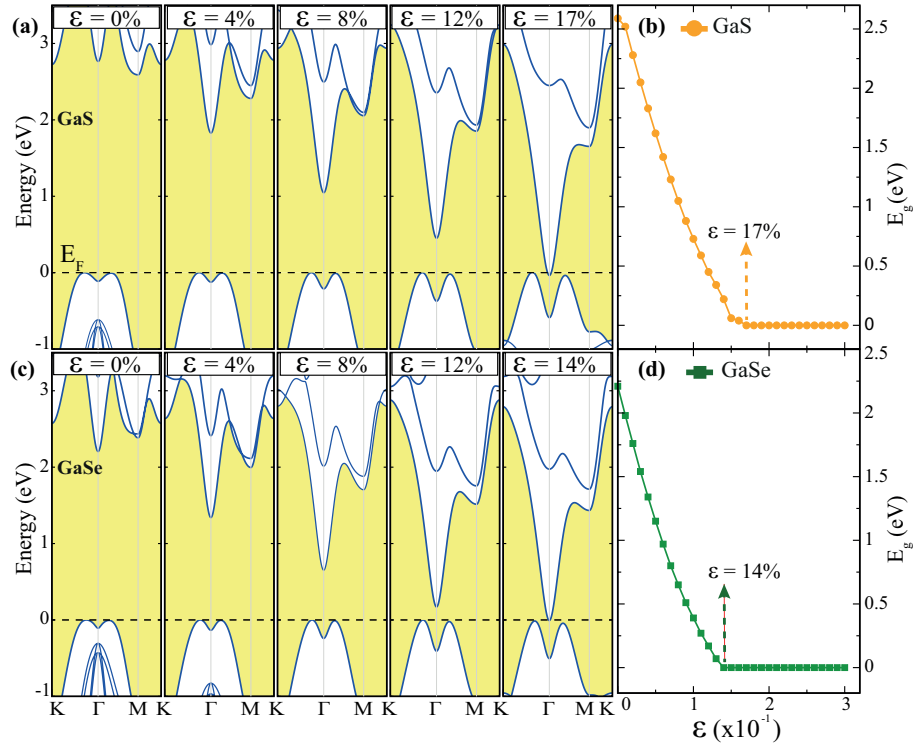 (a) ε = 0% ε = 4% ε = 8% ε = 12% ε = 17% (b) GaS
3 2.5
GaS
2 2
Energy (eV) 1.5
E_g (eV)
1 1
ε = 17%
E_F 0.5
0 0
-1
(c) ε = 0% ε = 4% ε = 8% ε = 12% ε = 14% (d) GaSe
2.5
3 2
GaSe
2 1.5
Energy (eV) E_g (eV)
1 1
ε = 14%
0.5
0 0
-1
K Γ M K Γ M K Γ M K Γ M K Γ M K 0 1 2 3
ε (x10⁻¹)